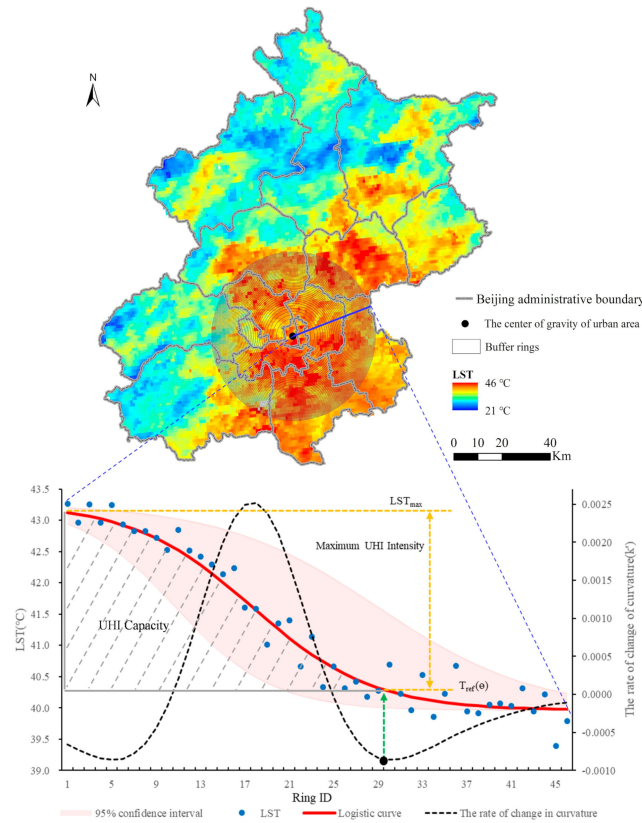 N
Beijing administrative boundary
The center of gravity of urban area
Buffer rings
LST
46 °C
21 °C
0 10 20 40
Km
43.5
43.0
42.5
42.0
41.5
41.0
40.5
40.0
39.5
39.0
LST(°C)
LSTmax
Maximum UHI Intensity
UHI Capacity
Tref(ɵ)
0.0025
0.0020
0.0015
0.0010
0.0005
0.0000
-0.0005
-0.0010
The rate of change of curvature(k')
1 5 9 13 17 21 25 29 33 37 41 45
Ring ID
95% confidence interval LST Logistic curve The rate of change in curvature